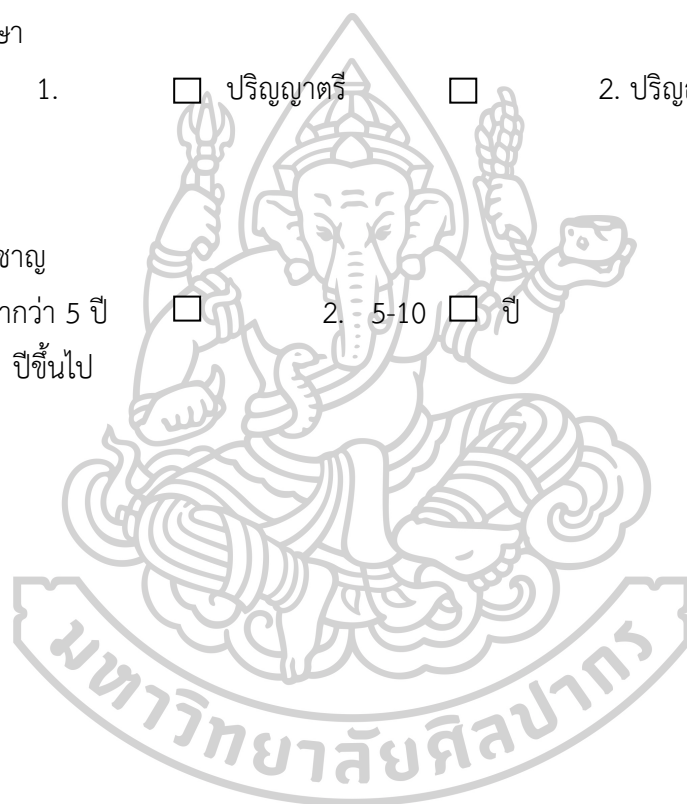 ษา
1. ☐ ปริญญาตรี ☐ 2. ปริญ
ชาญ
ากว่า 5 ปี ☐ 2. 5-10 ☐ ปี
ปีขึ้นไป
มหาวิทยาลัยศิลปากร